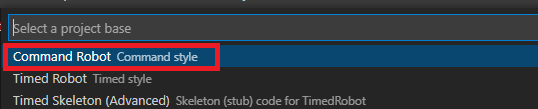 Select a project base
Command Robot Command style
Timed Robot Timed style
Timed Skeleton (Advanced) Skeleton (stub) code for TimedRobot